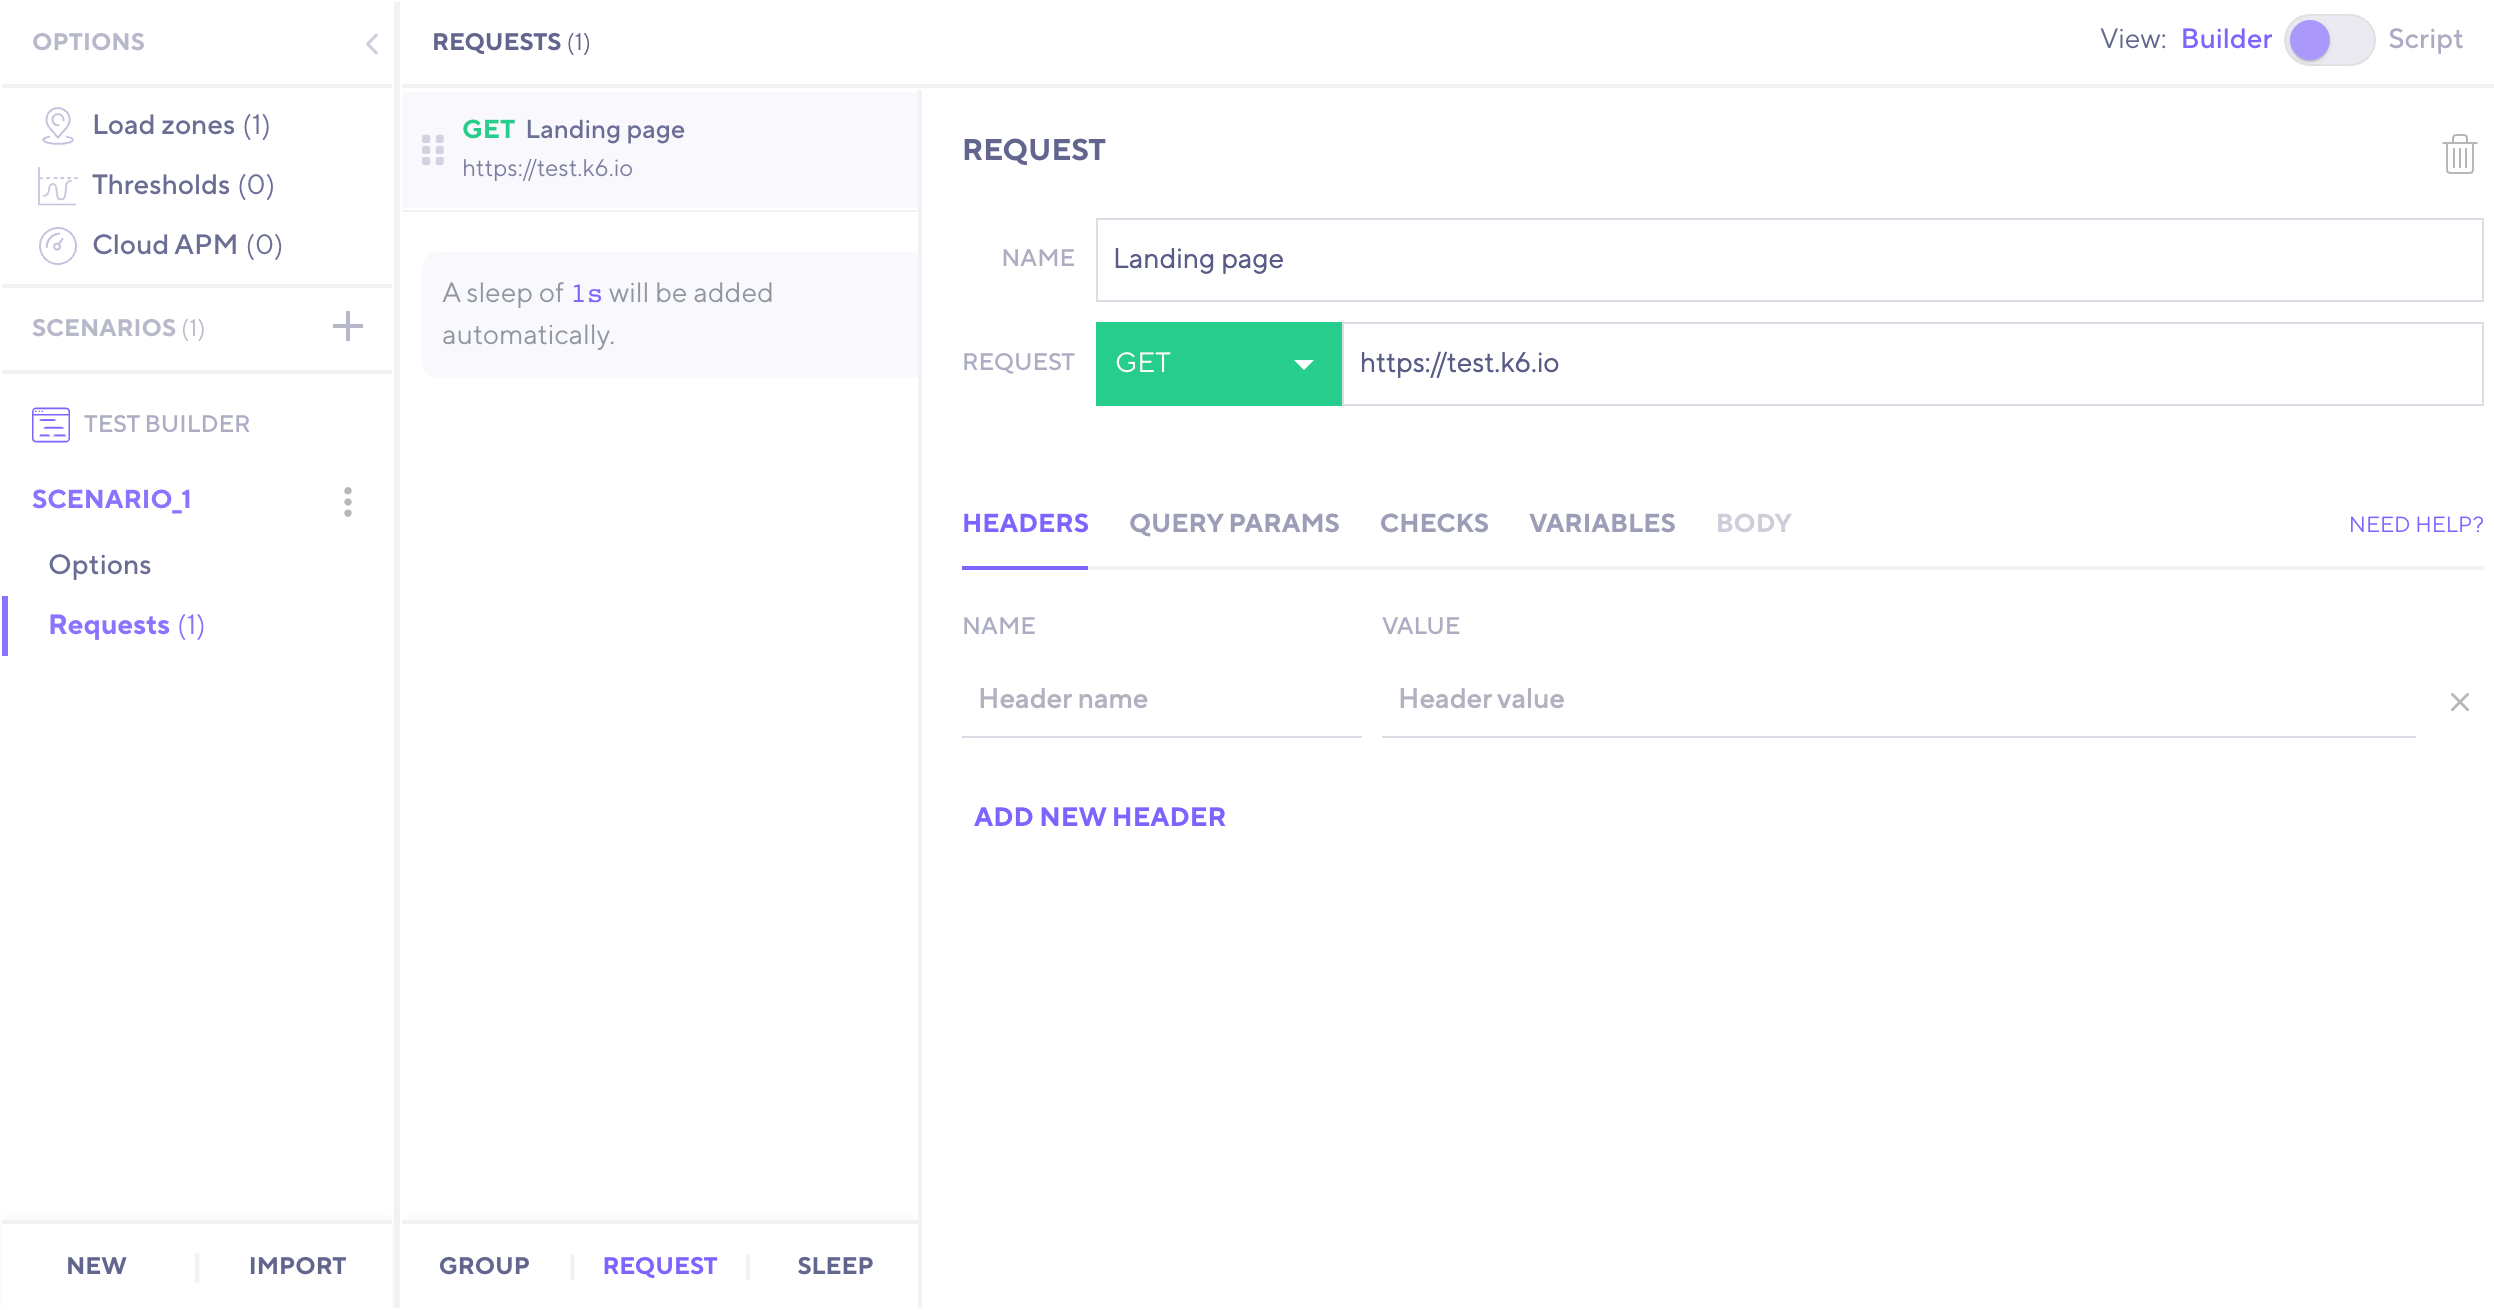 OPTIONS
Load zones (1)
Thresholds (0)
Cloud APM (0)
SCENARIOS (1)
TEST BUILDER
SCENARIO_1
Options
Requests (1)
NEW
IMPORT
REQUESTS (1)
GET Landing page
https://test.k6.io
A sleep of 1s will be added
automatically.
GROUP
REQUEST
SLEEP
View: Builder Script
REQUEST
NAME Landing page
REQUEST GET https://test.k6.io
HEADERS QUERY PARAMS CHECKS VARIABLES BODY NEED HELP?
NAME VALUE
Header name Header value
ADD NEW HEADER